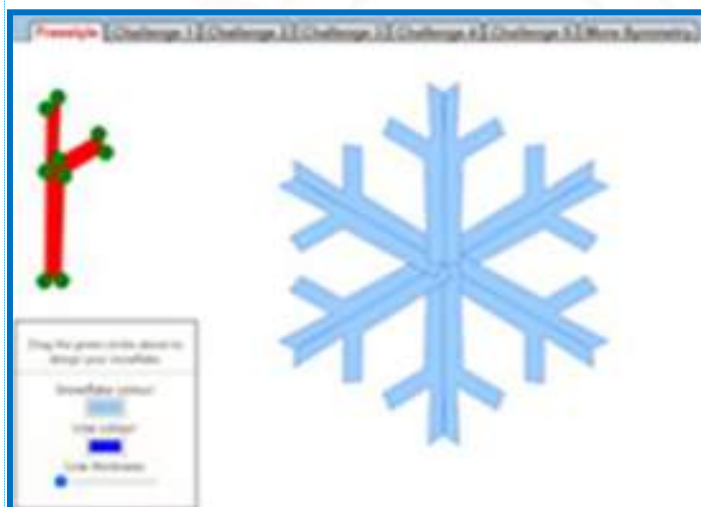 Freestyle Challenge 1 Challenge 2 Challenge 3 Challenge 4 Challenge 5 More Symmetry
Drag the green circles above to
design your snowflake.
Snowflake colour:
Line colour:
Line thickness: